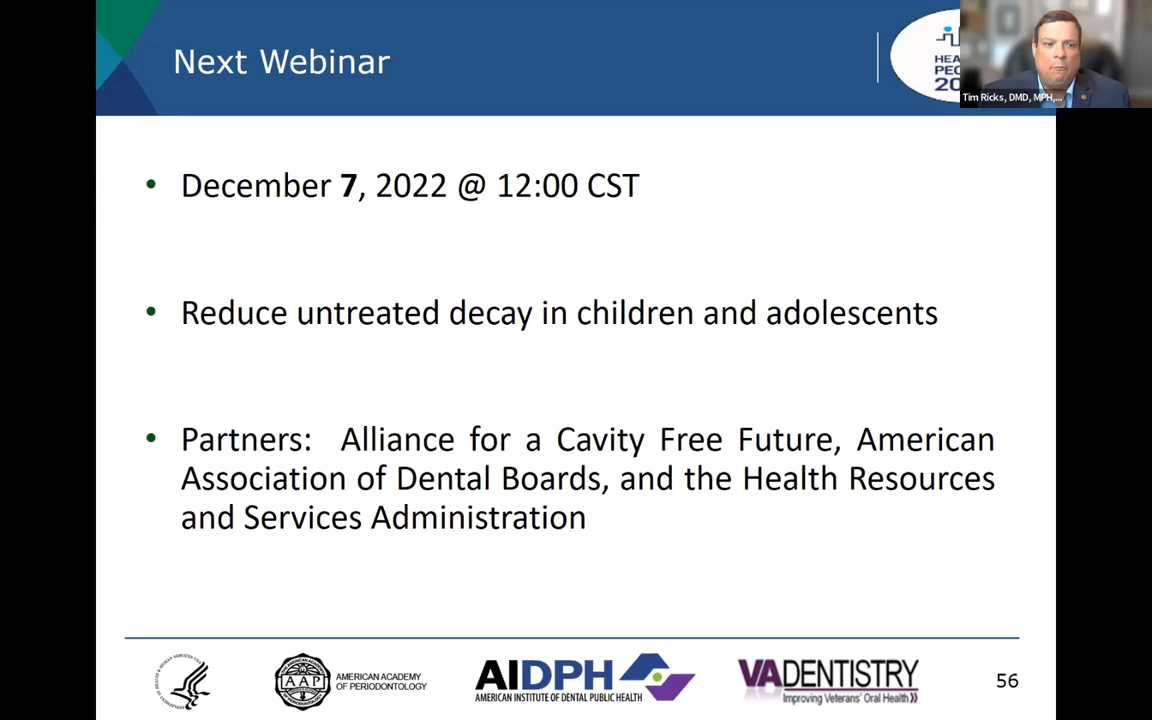 Next Webinar
Tim Ricks, DMD, MPH,...
• December 7, 2022 @ 12:00 CST
• Reduce untreated decay in children and adolescents
• Partners: Alliance for a Cavity Free Future, American
Association of Dental Boards, and the Health Resources
and Services Administration
AAP
AMERICAN ACADEMY
OF PERIODONTOLOGY
AIDPH
AMERICAN INSTITUTE OF DENTAL PUBLIC HEALTH
VADENTISTRY
Improving Veterans' Oral Health
56